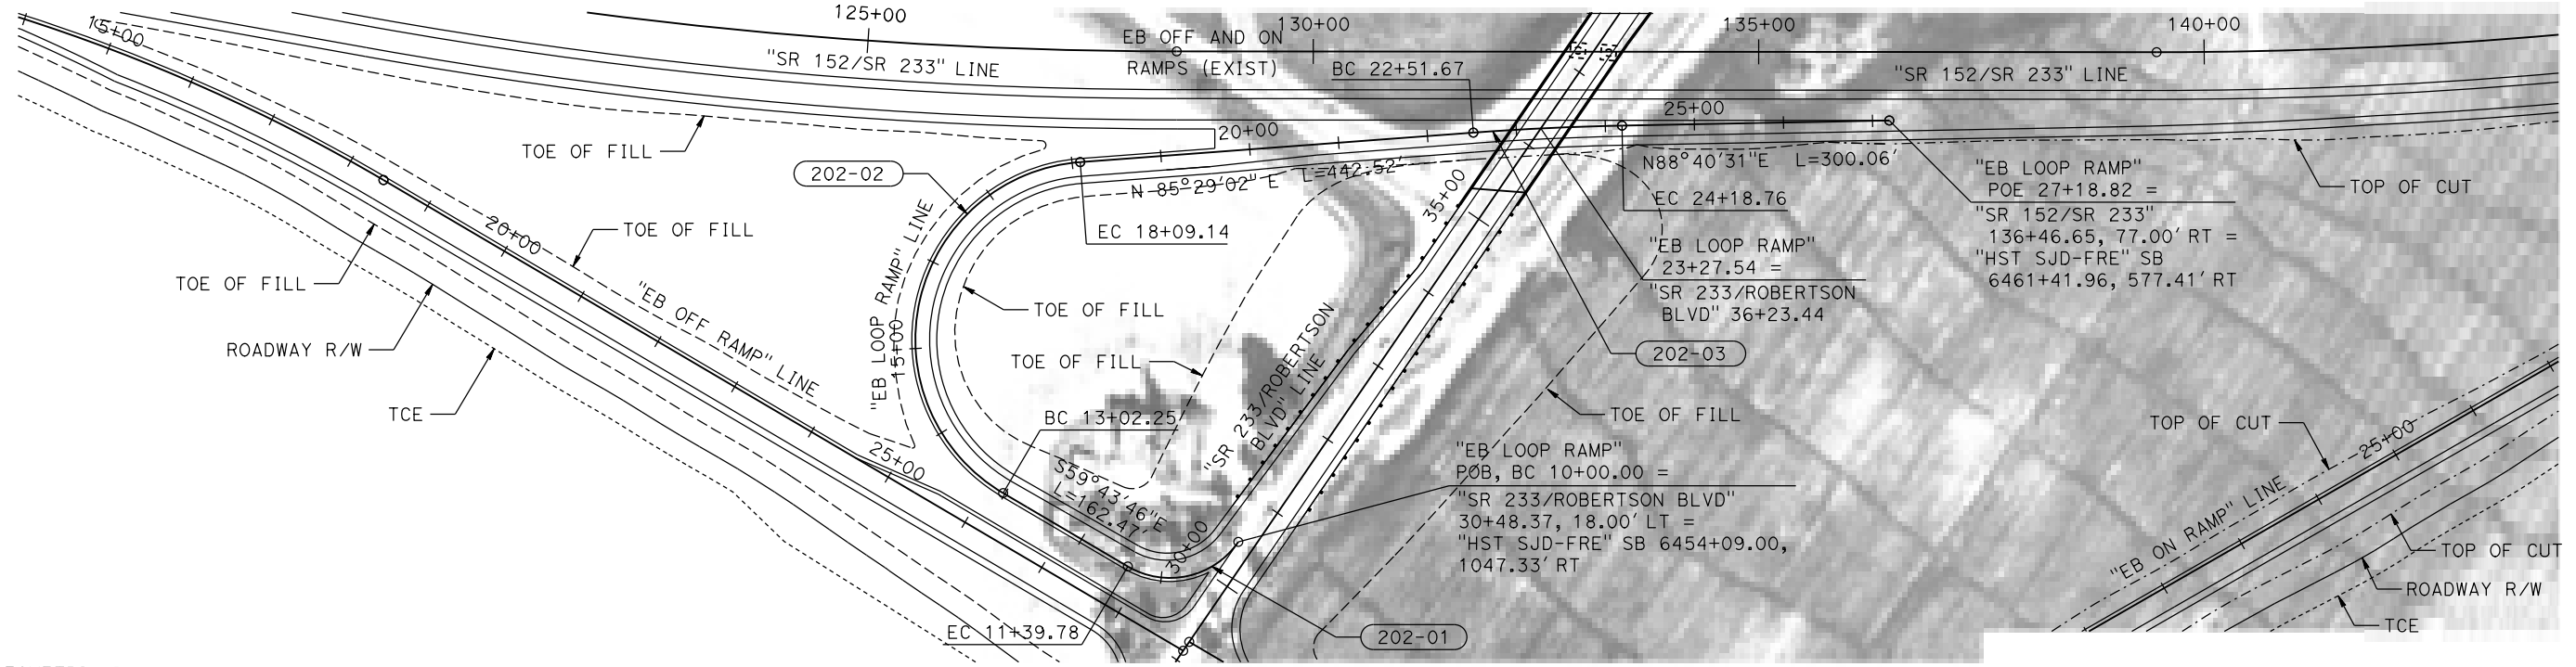 125+00
130+00
135+00
140+00
15+00
EB OFF AND ON
RAMPS (EXIST)
"SR 152/SR 233" LINE
BC 22+51.67
"SR 152/SR 233" LINE
25+00
20+00
TOE OF FILL
202-02
N 85°29'02" E L=442.52'
N88°40'31"E L=300.06'
EC 24+18.76
"EB LOOP RAMP"
POE 27+18.82 =
"SR 152/SR 233"
136+46.65, 77.00' RT =
"HST SJD-FRE" SB
6461+41.96, 577.41' RT
TOP OF CUT
35+00
20+00
TOE OF FILL
EC 18+09.14
"EB LOOP RAMP"
23+27.54 =
"SR 233/ROBERTSON
BLVD" 36+23.44
TOE OF FILL
"EB LOOP RAMP" LINE
15+00
"EB OFF RAMP" LINE
TOE OF FILL
ROADWAY R/W
TOE OF FILL
202-03
"SR 233/ROBERTSON
BLVD" LINE
TCE
BC 13+02.25
TOE OF FILL
TOP OF CUT
25+00
25+00
S59°43'46"E
L=162.47'
"EB LOOP RAMP"
POB, BC 10+00.00 =
"SR 233/ROBERTSON BLVD"
30+48.37, 18.00' LT =
"HST SJD-FRE" SB 6454+09.00,
1047.33' RT
30+00
"EB ON RAMP" LINE
TOP OF CUT
ROADWAY R/W
TCE
EC 11+39.78
202-01